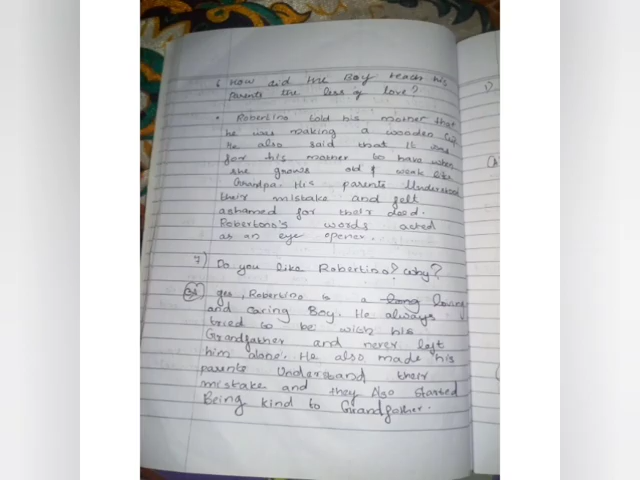 6 How did the Boy teach his
parents the less of love?
• Robertino told his mother that
he was making a wooden cup.
He also said that it was
for his mother to have when
she grows old & weak like
Grandpa. His parents Understood
their mistake and felt
ashamed for their deed.
Robertono's words acted
as an eye opener.
7) Do you like Robertino? Why?
yes, Robertino is a long loving
and caring Boy. He always
tried to be with his
Grandfather and never left
him alone. He also made his
parents Understand their
mistake and they Also started
Being kind to Grandfather.